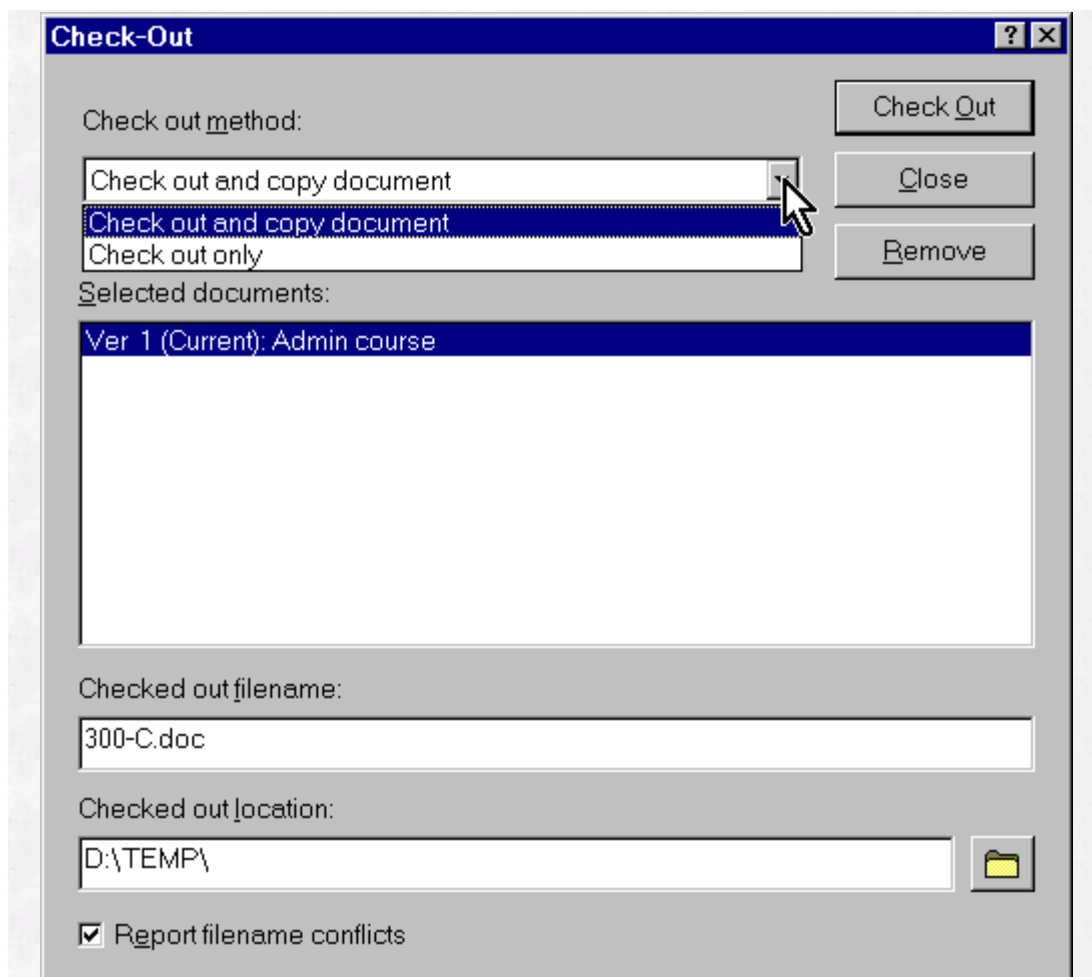 Check-Out
Check out method:
Check Out
Check out and copy document
Close
Check out and copy document
Check out only
Remove
Selected documents:
Ver 1 (Current): Admin course
Checked out filename:
300-C.doc
Checked out location:
D:\TEMP\
Report filename conflicts